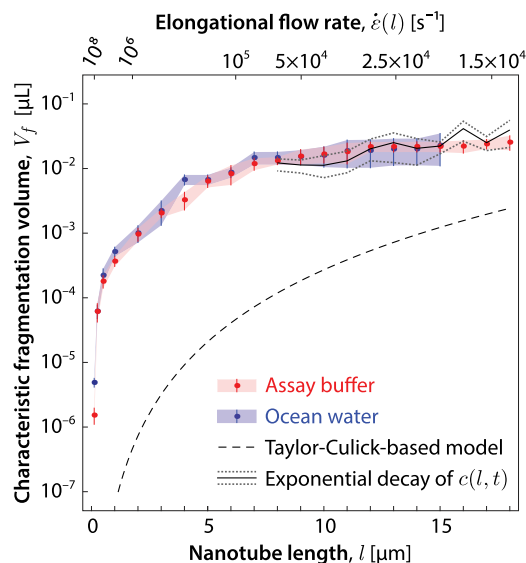 Elongational flow rate, ε̇(l) [s⁻¹]
10⁸ 10⁶ 10⁵ 5×10⁴ 2.5×10⁴ 1.5×10⁴
Characteristic fragmentation volume, V_f [µL]
10⁻¹
10⁻²
10⁻³
10⁻⁴
10⁻⁵
10⁻⁶
10⁻⁷
Assay buffer
Ocean water
Taylor-Culick-based model
Exponential decay of c(l,t)
0 5 10 15
Nanotube length, l [µm]